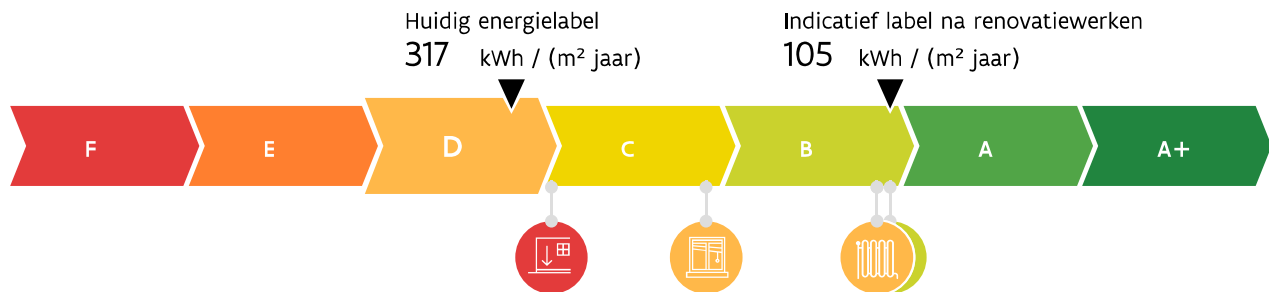 Huidig energielabel
317 kWh / (m² jaar)
Indicatief label na renovatiewerken
105 kWh / (m² jaar)
F E D C B A A+